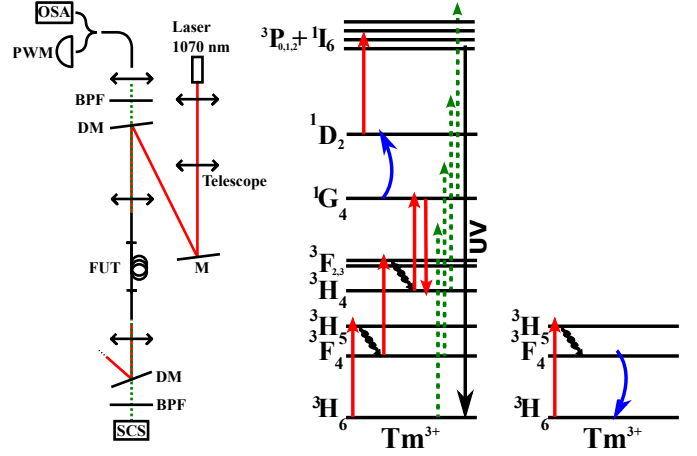 OSA
PWM
BPF
DM
FUT
DM
BPF
SCS
Laser
1070 nm
Telescope
M
³P₀,₁,₂ + ¹I₆
¹D₂
¹G₄
³F₂,₃
³H₄
³H₅
³F₄
³H₆
Tm³⁺
UV
³H₅
³F₄
³H₆
Tm³⁺